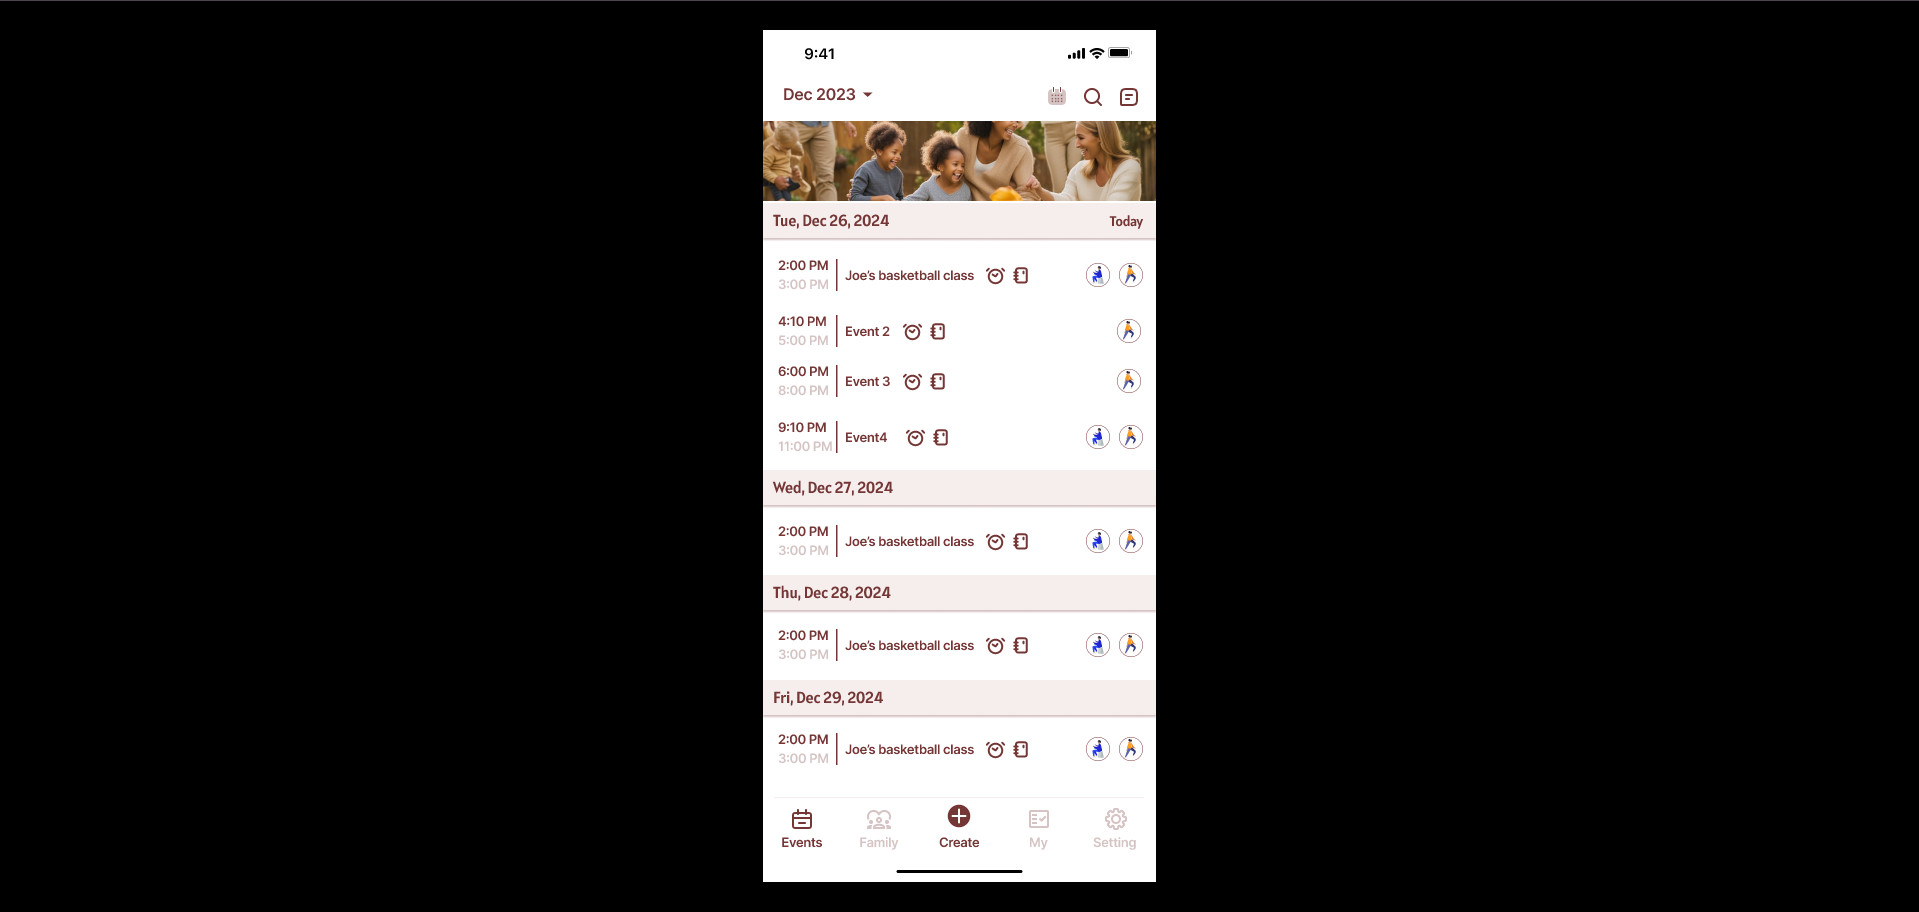 9:41
Dec 2023
Tue, Dec 26, 2024 Today
2:00 PM
3:00 PM
Joe's basketball class
4:10 PM
5:00 PM
Event 2
6:00 PM
8:00 PM
Event 3
9:10 PM
11:00 PM
Event4
Wed, Dec 27, 2024
2:00 PM
3:00 PM
Joe's basketball class
Thu, Dec 28, 2024
2:00 PM
3:00 PM
Joe's basketball class
Fri, Dec 29, 2024
2:00 PM
3:00 PM
Joe's basketball class
Events Family Create My Setting